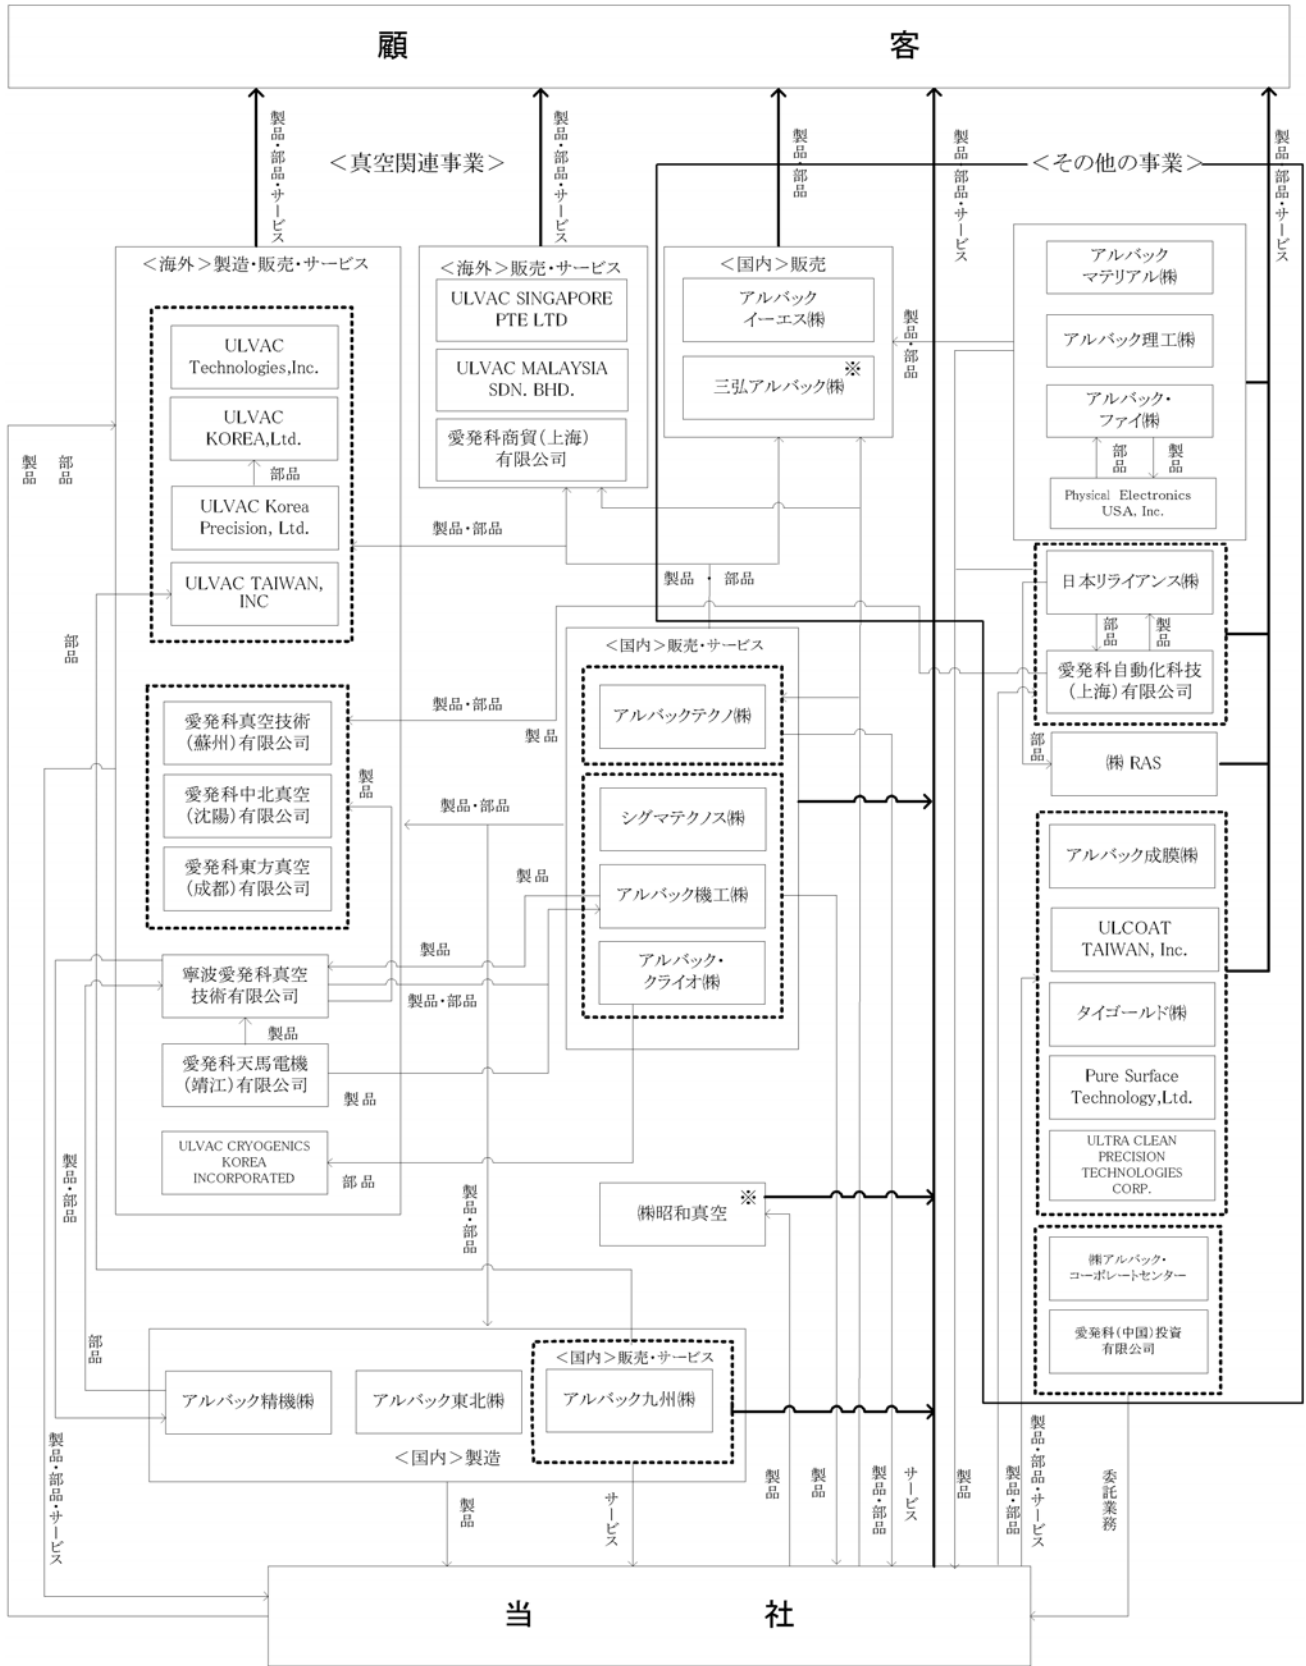 顧 客
製品・部品・サービス
<真空関連事業>
製品・部品・サービス
製品・部品
製品・部品・サービス
<その他の事業>
製品・部品・サービス
<海外>製造・販売・サービス
ULVAC
Technologies,Inc.
ULVAC
KOREA,Ltd.
部品
ULVAC Korea
Precision, Ltd.
ULVAC TAIWAN,
INC
愛発科真空技術
(蘇州)有限公司
愛発科中北真空
(沈陽)有限公司
愛発科東方真空
(成都)有限公司
製品
寧波愛発科真空
技術有限公司
製品
愛発科天馬電機
(靖江)有限公司
製品
ULVAC CRYOGENICS
KOREA
INCORPORATED
部品
<海外>販売・サービス
ULVAC SINGAPORE
PTE LTD
ULVAC MALAYSIA
SDN. BHD.
愛発科商貿(上海)
有限公司
製品・部品
<国内>販売
アルバック
イーエス㈱
三弘アルバック㈱
※
製品・部品
アルバック
マテリアル㈱
アルバック理工㈱
アルバック・
ファイ㈱
部品
製品
Physical Electronics
USA, Inc.
日本リライアンス㈱
部品
製品
愛発科自動化科技
(上海)有限公司
部品
㈱ RAS
アルバック成膜㈱
ULCOAT
TAIWAN, Inc.
タイゴールド㈱
Pure Surface
Technology,Ltd.
ULTRA CLEAN
PRECISION
TECHNOLOGIES
CORP.
㈱アルバック・
コーポレートセンター
愛発科(中国)投資
有限公司
製品 部品
部品
製品・部品
製品・部品
製品
製品・部品
製品
製品
製品・部品
<国内>販売・サービス
アルバックテクノ㈱
シグマテクノス㈱
アルバック機工㈱
アルバック・
クライオ㈱
㈱昭和真空
※
製品・部品
製品・部品
部品
<国内>販売・サービス
アルバック精機㈱
アルバック東北㈱
アルバック九州㈱
<国内>製造
製品・部品・サービス
製品
サービス
製品
製品
製品・部品
サービス
製品
製品・部品
製品・部品・サービス
委託業務
当 社